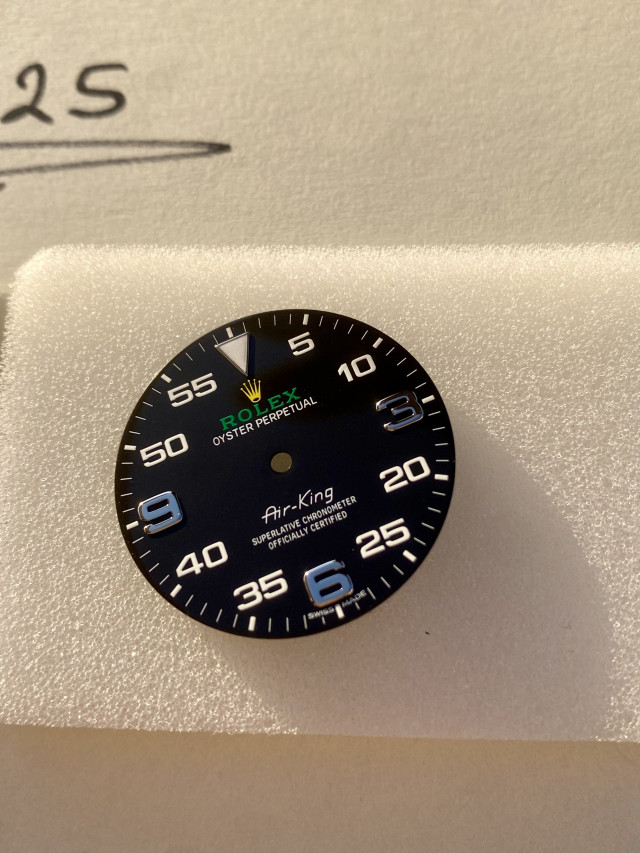 25
5
10
3
20
25
6
35
40
9
50
55
ROLEX
OYSTER PERPETUAL
Air-King
SUPERLATIVE CHRONOMETER
OFFICIALLY CERTIFIED
SWISS MADE